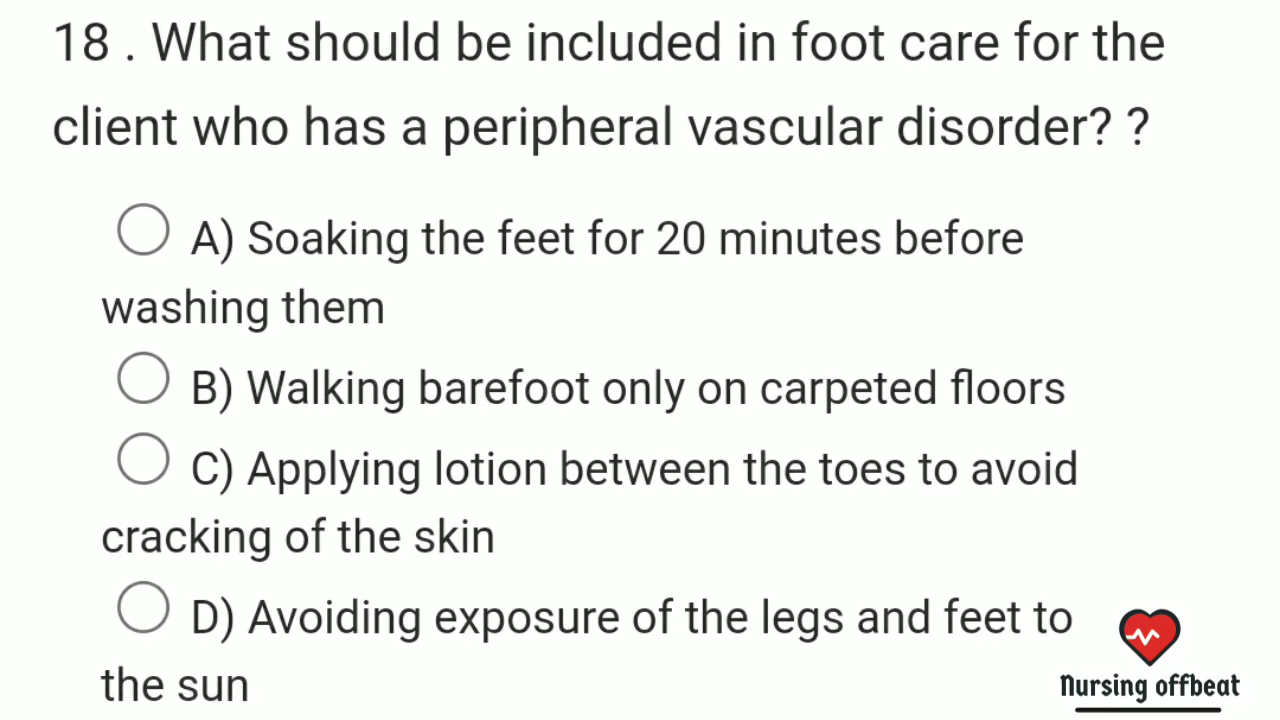 18 . What should be included in foot care for the
client who has a peripheral vascular disorder? ?
A) Soaking the feet for 20 minutes before
washing them
B) Walking barefoot only on carpeted floors
C) Applying lotion between the toes to avoid
cracking of the skin
D) Avoiding exposure of the legs and feet to
the sun
Nursing offbeat